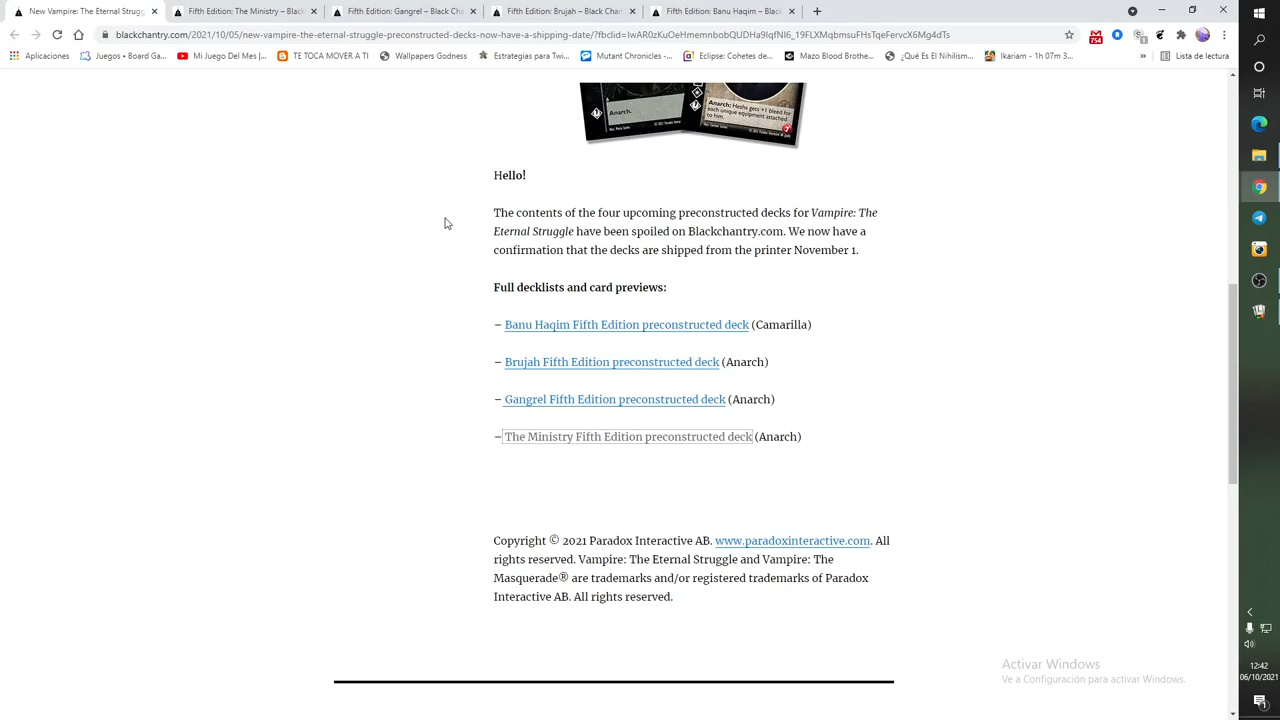 New Vampire: The Eternal Strugg
Fifth Edition: The Ministry – Blac
Fifth Edition: Gangrel – Black Cha
Fifth Edition: Brujah – Black Chan
Fifth Edition: Banu Haqim – Black
blackchantry.com/2021/10/05/new-vampire-the-eternal-struggle-preconstructed-decks-now-have-a-shipping-date/?fbclid=IwAR0zKuOeHmemnbobQUDHa9IqfNI6_19FLXMqbmsuFHsTqeFervcX6Mg4dTs
754
1
Aplicaciones
Juegos • Board Ga...
Mi Juego Del Mes |...
TE TOCA MOVER A TI
Wallpapers Godness
Estrategias para Twi...
Mutant Chronicles -...
Eclipse: Cohetes de...
Mazo Blood Brothe...
¿Qué Es El Nihilism...
Ikariam - 1h 07m 3...
»
Lista de lectura
Anarch.
Anarch: Hesha gets +1 bleed for
each unique equipment attached
to him.
7
Hello!
The contents of the four upcoming preconstructed decks for Vampire: The
Eternal Struggle have been spoiled on Blackchantry.com. We now have a
confirmation that the decks are shipped from the printer November 1.
Full decklists and card previews:
– Banu Haqim Fifth Edition preconstructed deck (Camarilla)
– Brujah Fifth Edition preconstructed deck (Anarch)
– Gangrel Fifth Edition preconstructed deck (Anarch)
– The Ministry Fifth Edition preconstructed deck (Anarch)
Copyright © 2021 Paradox Interactive AB. www.paradoxinteractive.com. All
rights reserved. Vampire: The Eternal Struggle and Vampire: The
Masquerade® are trademarks and/or registered trademarks of Paradox
Interactive AB. All rights reserved.
Activar Windows
Ve a Configuración para activar Windows.
12:42
06/10/2021
1